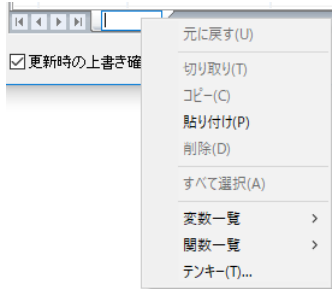 元に戻す(U)
更新時の上書き確
切り取り(T)
コピー(C)
貼り付け(P)
削除(D)
すべて選択(A)
変数一覧
関数一覧
テンキー(T)...